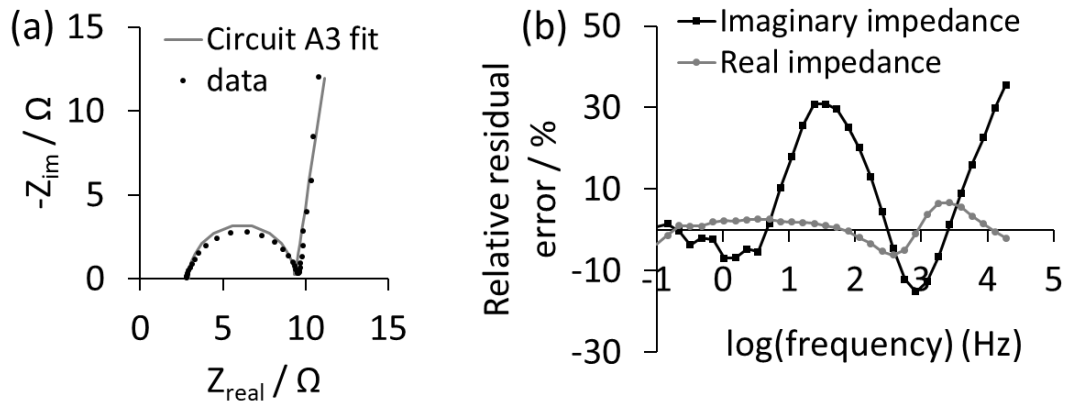 (a)
15
10
5
0
-Z_im / Ω
Circuit A3 fit
data
0 5 10 15
Z_real / Ω
(b)
50
30
10
-10
-30
Relative residual
error / %
Imaginary impedance
Real impedance
-1 0 1 2 3 4 5
log(frequency) (Hz)